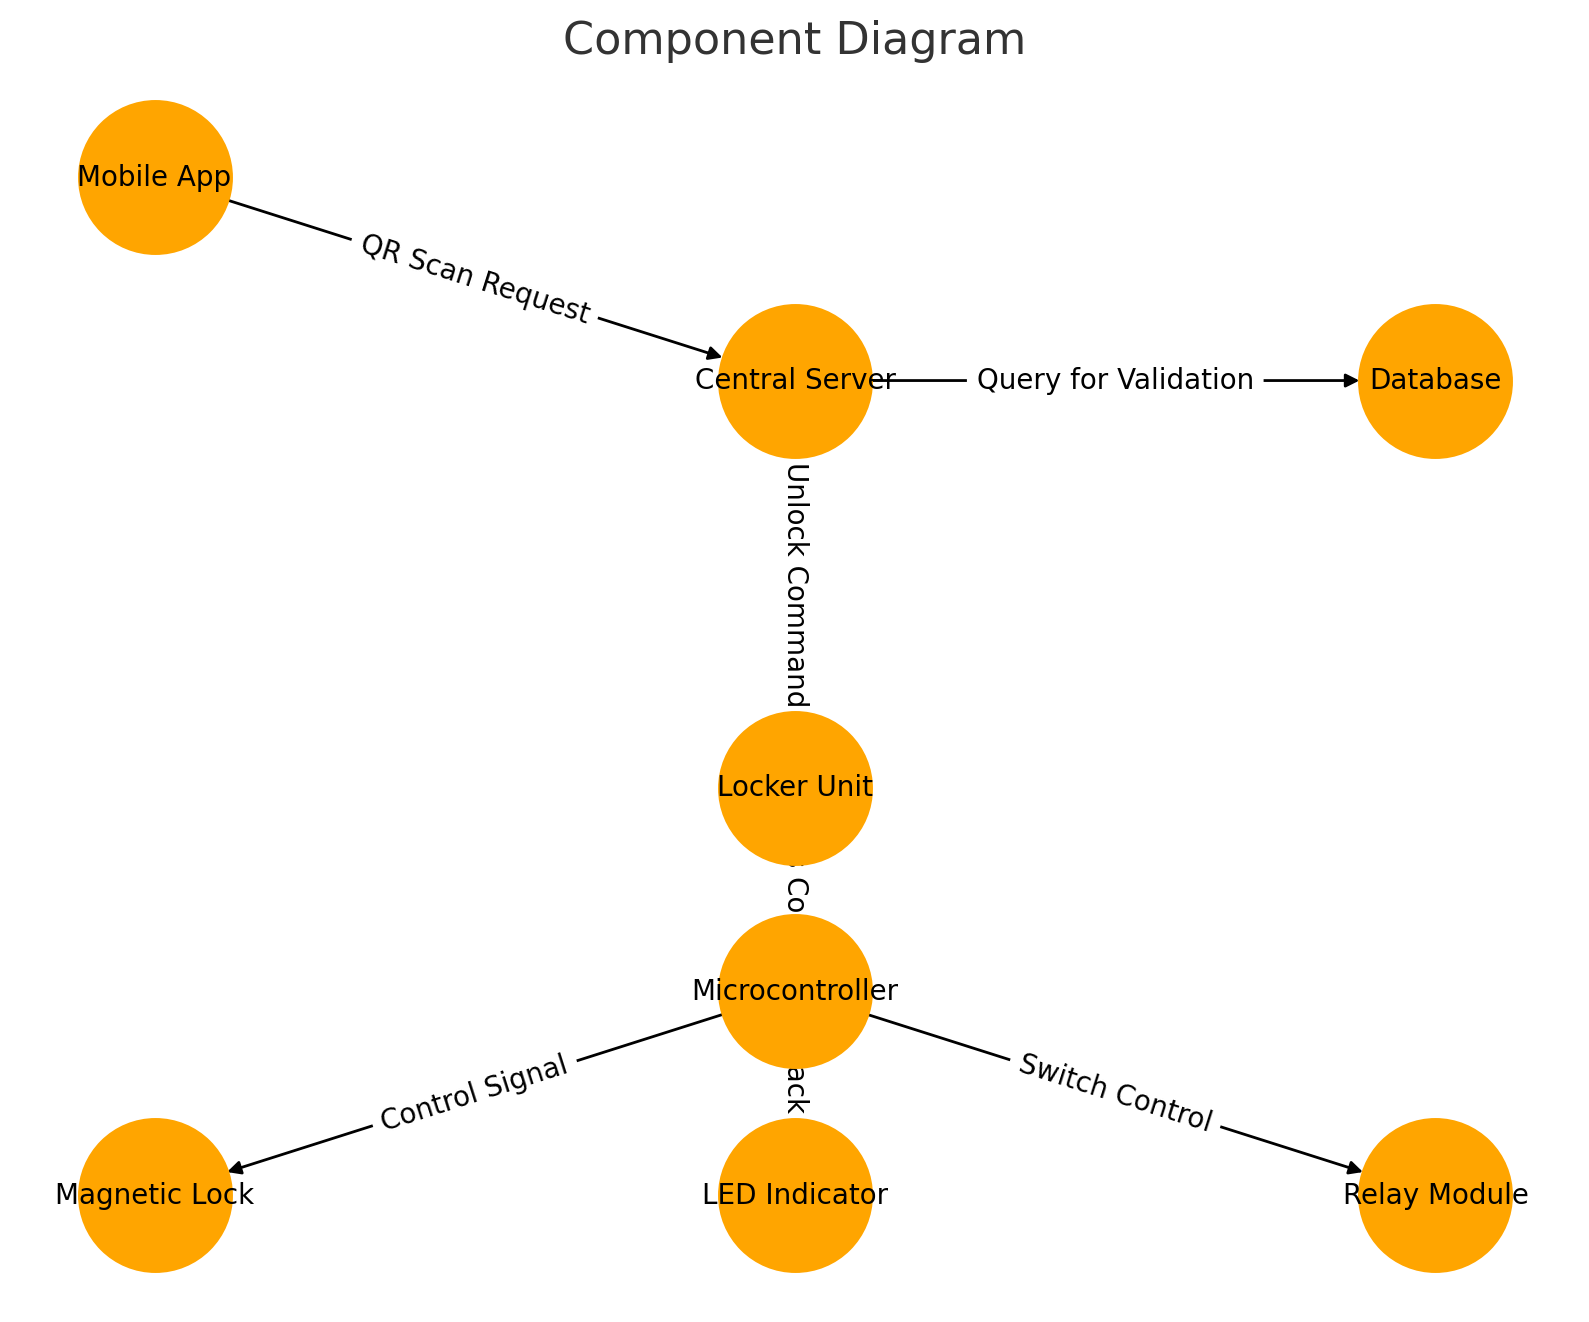 Component Diagram
Mobile App
QR Scan Request
Central Server
Query for Validation
Database
Unlock Command
Locker Unit
Co
Microcontroller
Control Signal
ack
Switch Control
Magnetic Lock
LED Indicator
Relay Module